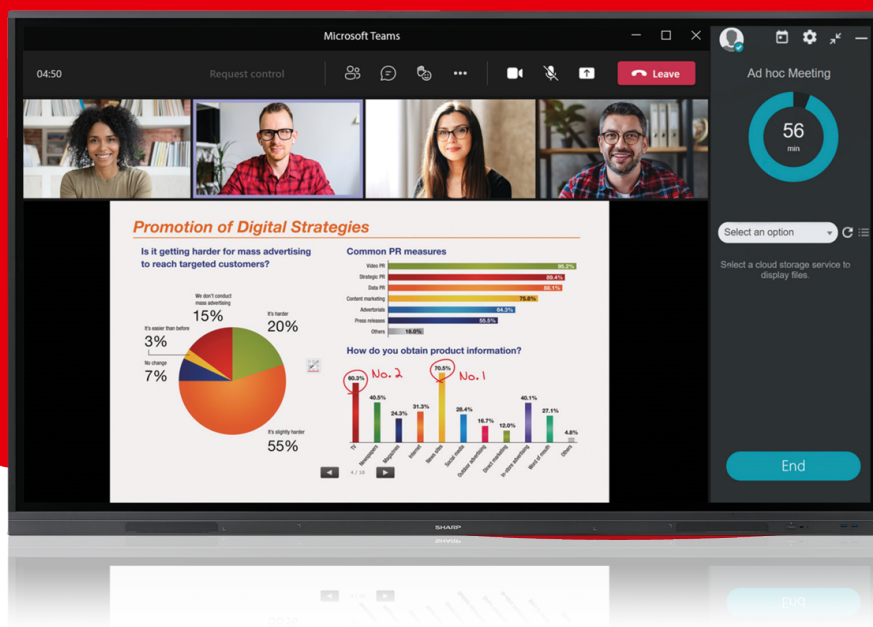 Microsoft Teams
04:50
Request control
Leave
Ad hoc Meeting
56
min
Select an option
Select a cloud storage service to
display files.
End
Promotion of Digital Strategies
Is it getting harder for mass advertising
to reach targeted customers?
We don't conduct
mass advertising
15%
It's harder
20%
It's easier than before
3%
No change
7%
It's slightly harder
55%
Common PR measures
Video PR
Strategic PR
89.4%
Data PR
88.1%
Content marketing
75.0%
Advertorials
64.3%
Press releases
56.5%
Others
18.9%
How do you obtain product information?
60.3%
No.2
40.5%
24.3%
31.3%
70.5%
No.1
28.4%
16.7%
12.0%
40.1%
27.1%
4.8%
TV
Newspapers
Magazines
Internet
News sites
Social media
Outdoor advertising
Direct marketing
In-store advertising
Word of mouth
Others
4 / 19
SHARP